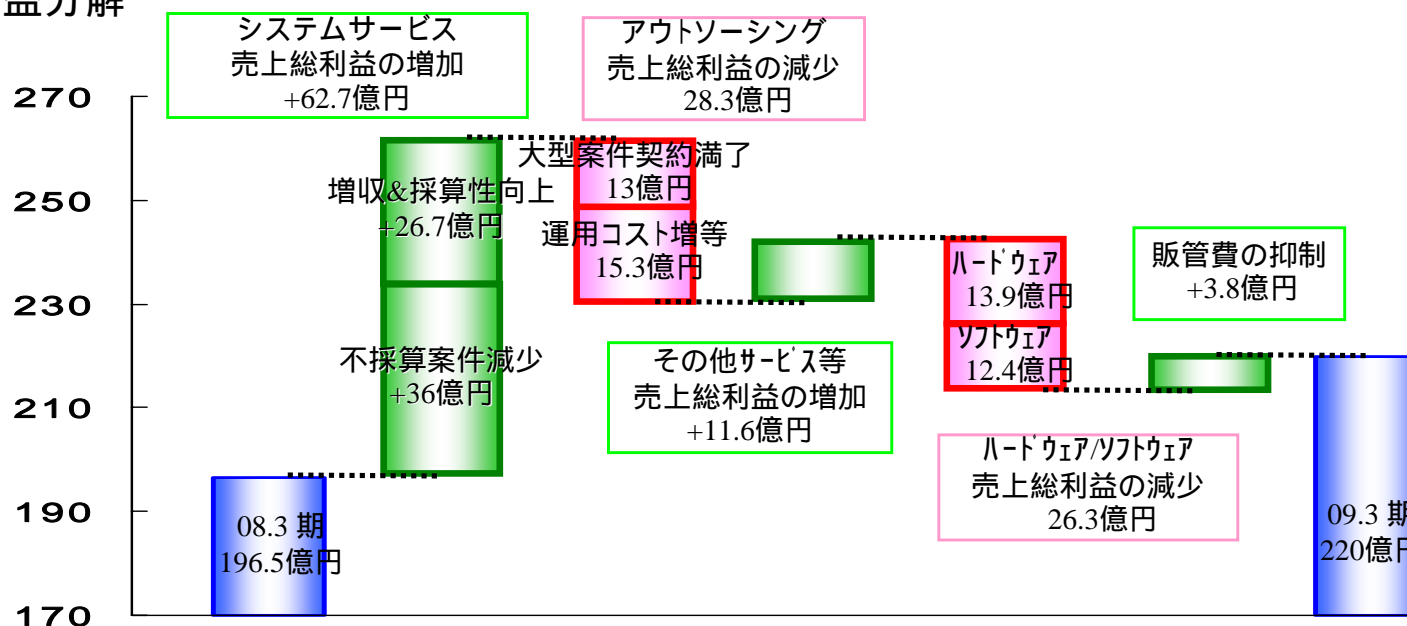 益分解
システムサービス
売上総利益の増加
+62.7億円
アウトソーシング
売上総利益の減少
28.3億円
270
250
230
210
190
170
大型案件契約満了
13億円
増収&採算性向上
+26.7億円
運用コスト増等
15.3億円
ﾊｰﾄﾞｳｪｱ
13.9億円
販管費の抑制
+3.8億円
ｿﾌﾄｳｪｱ
12.4億円
不採算案件減少
+36億円
その他ｻｰﾋﾞｽ等
売上総利益の増加
+11.6億円
ﾊｰﾄﾞｳｪｱ/ｿﾌﾄｳｪｱ
売上総利益の減少
26.3億円
08.3 期
196.5億円
09.3 期
220億円